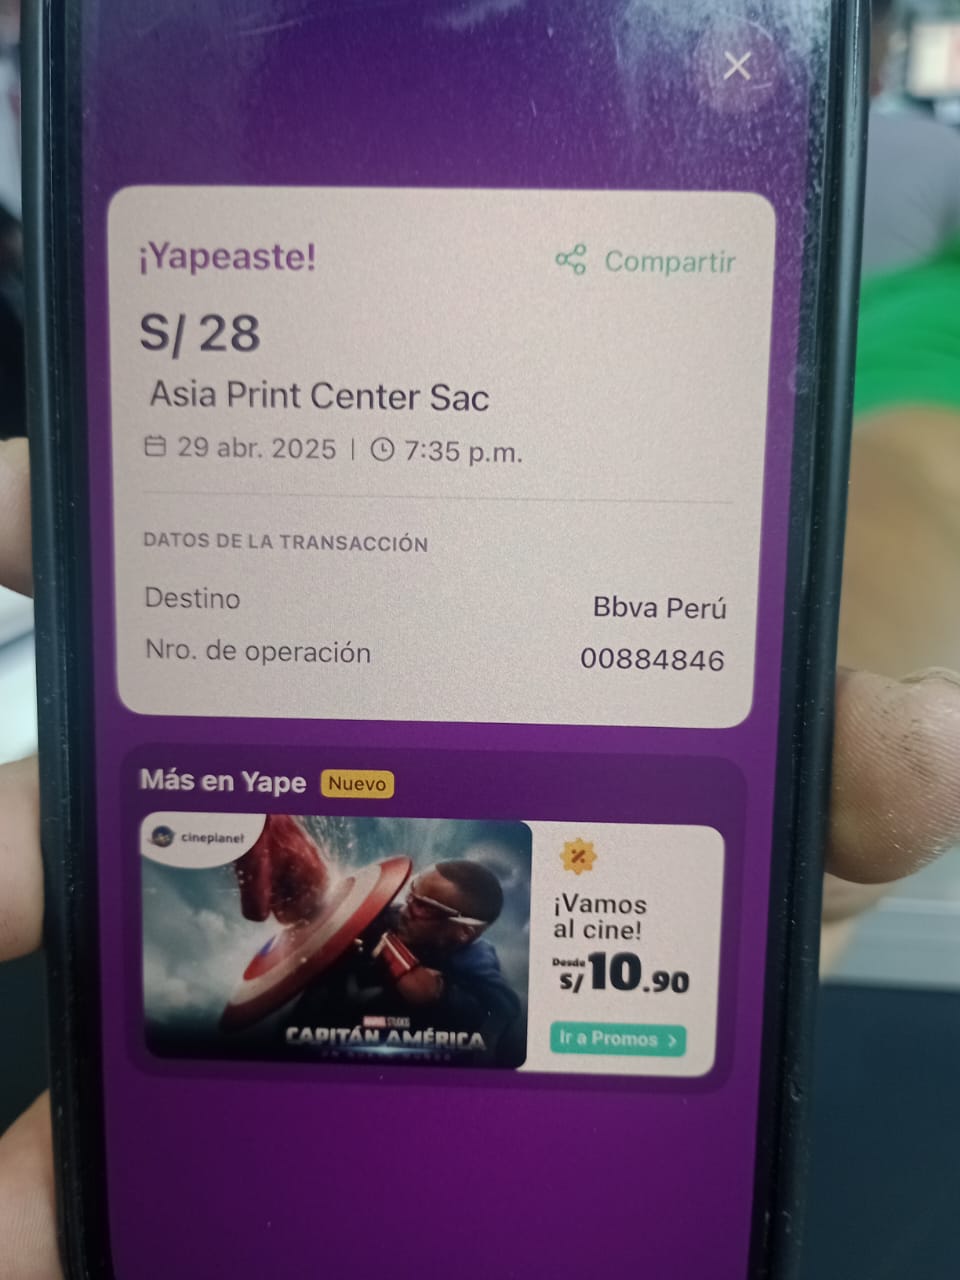 ¡Yapeaste!
Compartir
S/ 28
Asia Print Center Sac
29 abr. 2025 | 7:35 p.m.
DATOS DE LA TRANSACCIÓN
Destino Bbva Perú
Nro. de operación 00884846
Más en Yape Nuevo
cineplanet
MARVEL STUDIOS
CAPITÁN AMÉRICA
¡Vamos
al cine!
Desde
S/10.90
Ir a Promos >